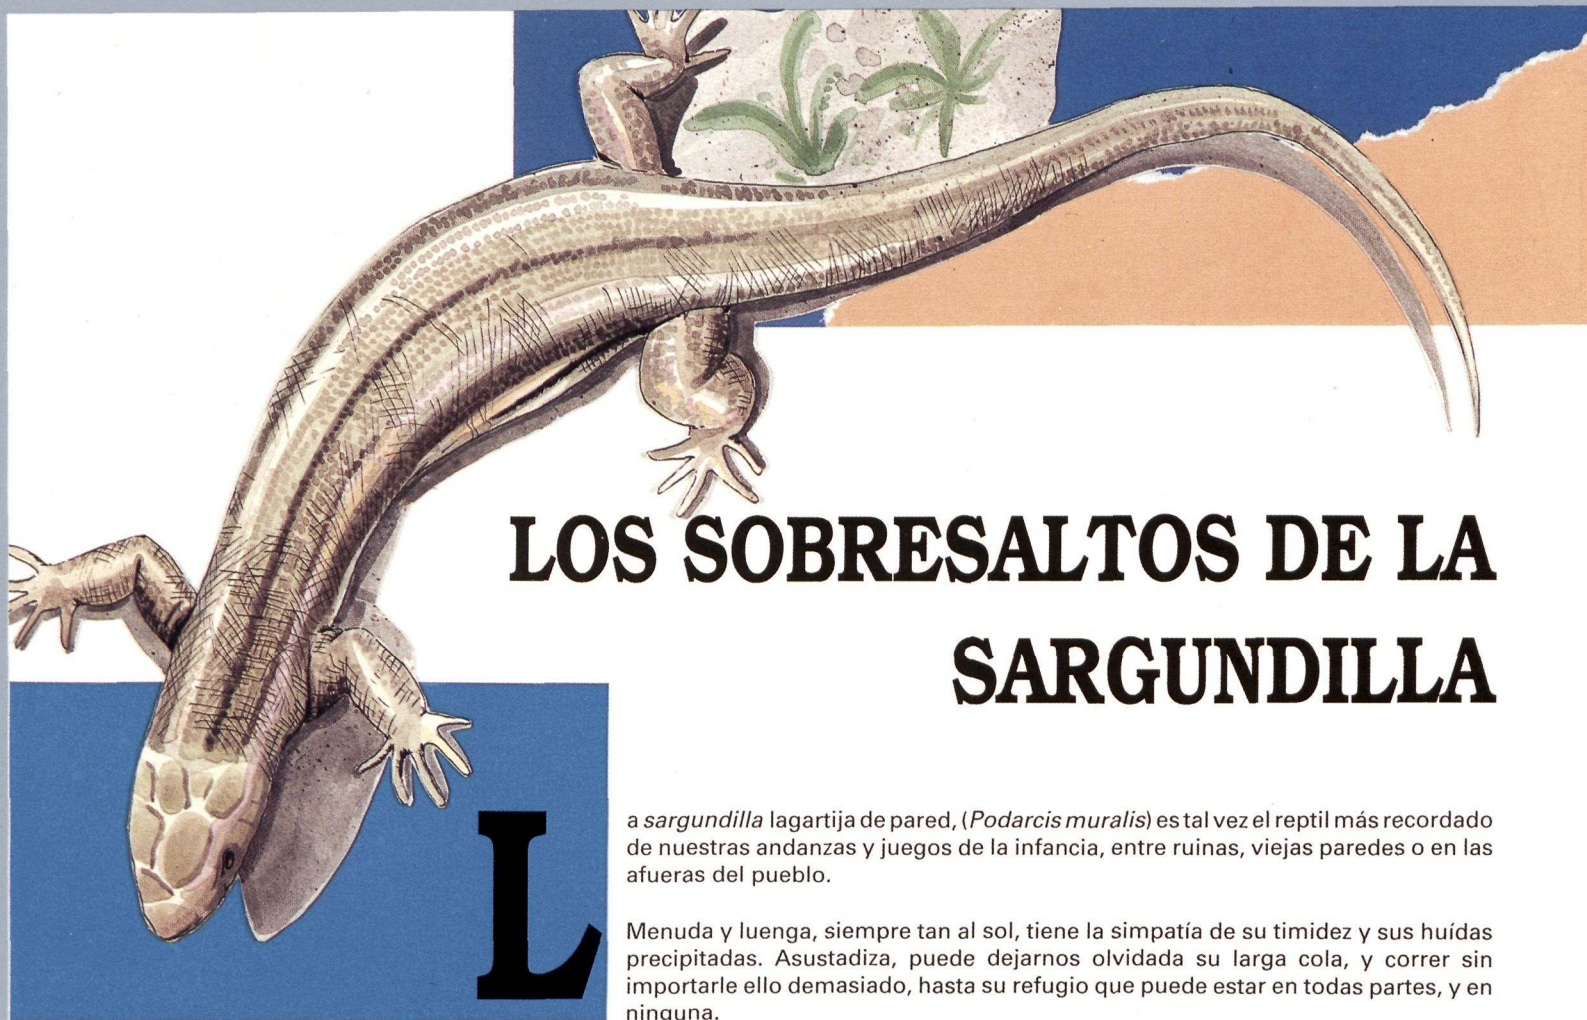 LOS SOBRESALTOS DE LA
SARGUNDILLA
La sargundilla lagartija de pared, (Podarcis muralis) es tal vez el reptil más recordado
de nuestras andanzas y juegos de la infancia, entre ruinas, viejas paredes o en las
afueras del pueblo.
Menuda y luenga, siempre tan al sol, tiene la simpatía de su timidez y sus huídas
precipitadas. Asustadiza, puede dejarnos olvidada su larga cola, y correr sin
importarle ello demasiado, hasta su refugio que puede estar en todas partes, y en
ninguna.